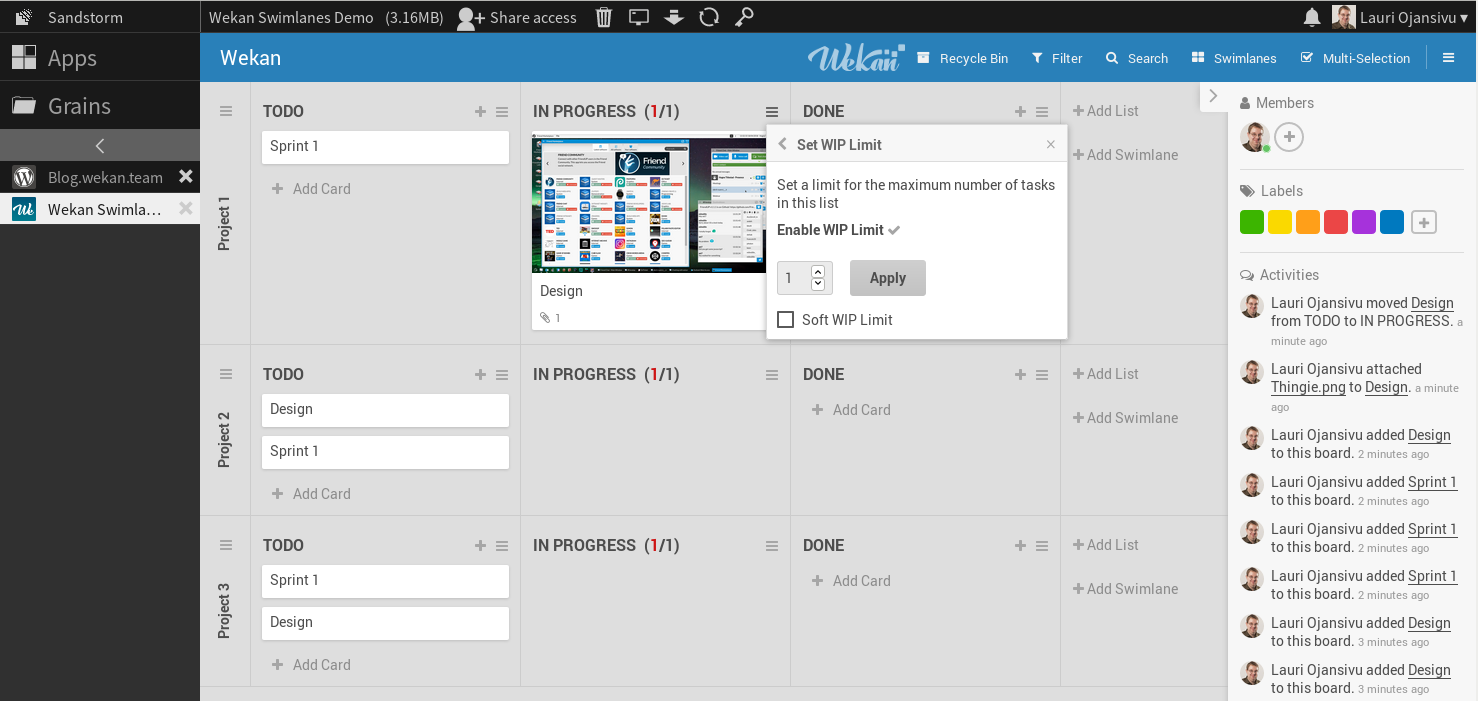 Sandstorm
Wekan Swimlanes Demo (3.16MB) Share access
Lauri Ojansivu ▾
Apps
Grains
Blog.wekan.team
Wekan Swimla…
Wekan
Wekan
Recycle Bin
Filter
Search
Swimlanes
Multi-Selection
Project 1
TODO
Sprint 1
Add Card
IN PROGRESS (1/1)
Friend
Community
Design
1
DONE
Add List
Add Swimlane
Set WIP Limit
Set a limit for the maximum number of tasks
in this list
Enable WIP Limit
1
Apply
Soft WIP Limit
Project 2
TODO
Design
Sprint 1
Add Card
IN PROGRESS (1/1)
DONE
Add Card
Add List
Add Swimlane
Project 3
TODO
Sprint 1
Design
Add Card
IN PROGRESS (1/1)
DONE
Add Card
Add List
Add Swimlane
Members
Labels
Activities
Lauri Ojansivu moved Design
from TODO to IN PROGRESS. a
minute ago
Lauri Ojansivu attached
Thingie.png to Design. a minute
ago
Lauri Ojansivu added Design
to this board. 2 minutes ago
Lauri Ojansivu added Sprint 1
to this board. 2 minutes ago
Lauri Ojansivu added Sprint 1
to this board. 2 minutes ago
Lauri Ojansivu added Sprint 1
to this board. 2 minutes ago
Lauri Ojansivu added Design
to this board. 3 minutes ago
Lauri Ojansivu added Design
to this board. 3 minutes ago